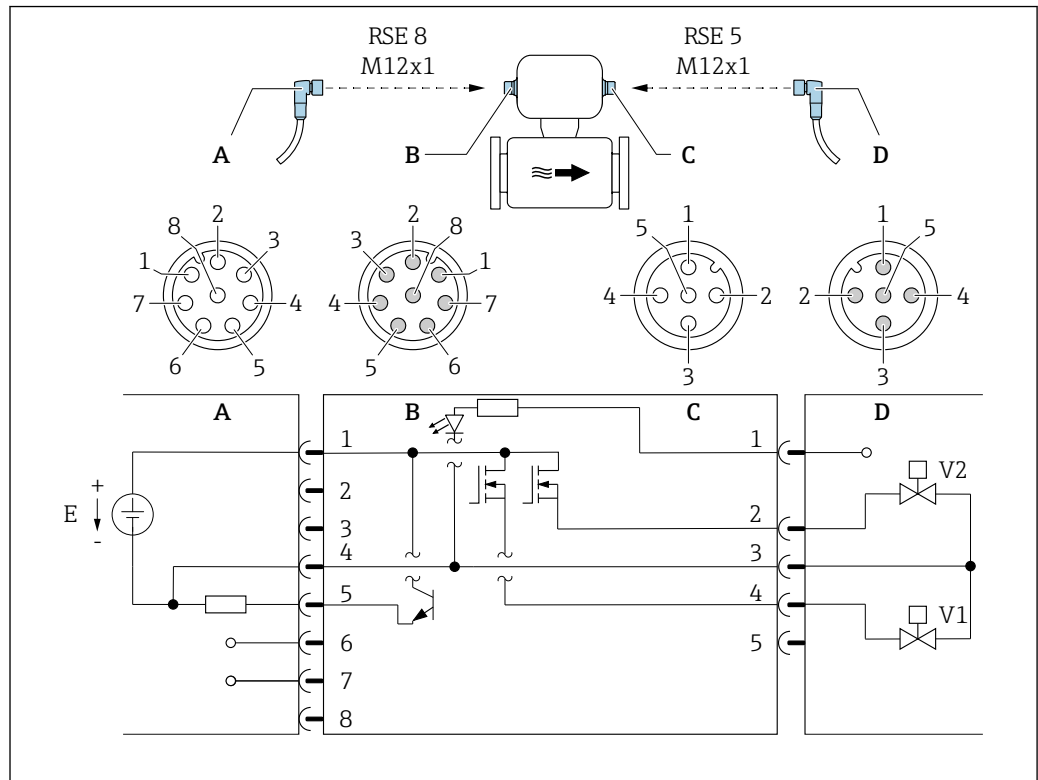 RSE 8 RSE 5
M12x1 M12x1
A B C D
2 2 1 1
8 3 3 8 5 5
1 1
7 4 4 7 4 2 2 4
6 5 5 6 3 3
A B C D
1 1
+ 2 V2
E 3 2
- 4 3
5 4
6 V1
7 5
8